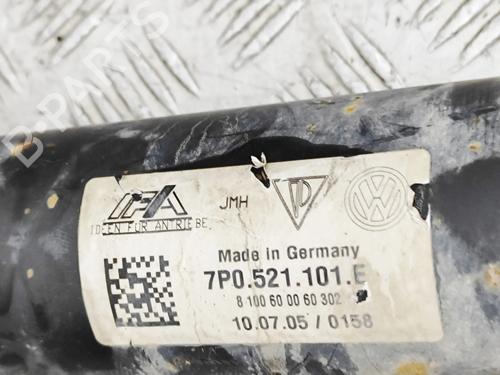 B-PARTS
IFA
IDEEN FÜR ANTRIEBE
JMH
Made in Germany
7P0.521.101.E
8 100 60 00 60 302
10.07.05 / 0158